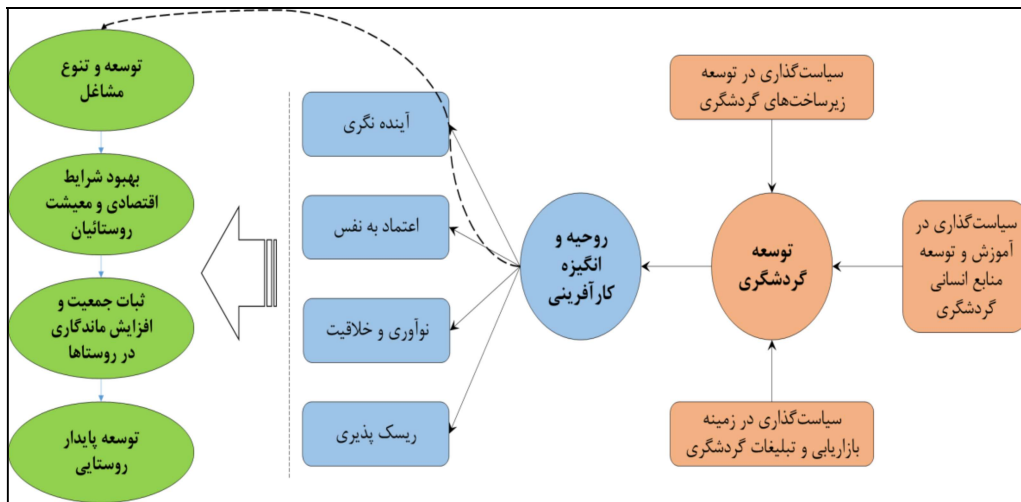 سیاست‌گذاری در توسعه
زیرساخت‌های گردشگری
سیاست‌گذاری در
آموزش و توسعه
منابع انسانی
گردشگری
توسعه
گردشگری
سیاست‌گذاری در زمینه
بازاریابی و تبلیغات گردشگری
روحیه و
انگیزه
کارآفرینی
آینده نگری
اعتماد به نفس
نوآوری و خلاقیت
ریسک پذیری
توسعه و تنوع
مشاغل
بهبود شرایط
اقتصادی و معیشت
روستائیان
ثبات جمعیت و
افزایش ماندگاری
در روستاها
توسعه پایدار
روستایی